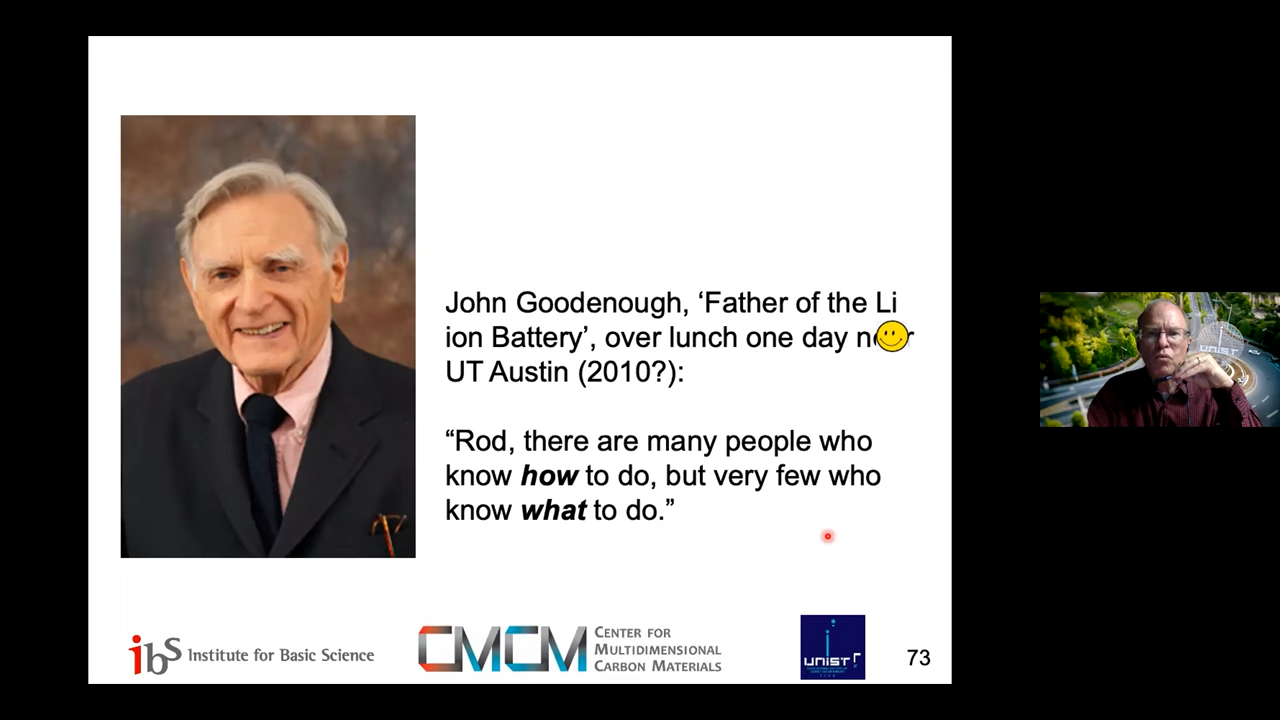 John Goodenough, ‘Father of the Li
ion Battery’, over lunch one day
UT Austin (2010?):
“Rod, there are many people who
know how to do, but very few who
know what to do.”
ibS Institute for Basic Science
CMCM
CENTER FOR
MULTIDIMENSIONAL
CARBON MATERIALS
UNIST
73
UNIST